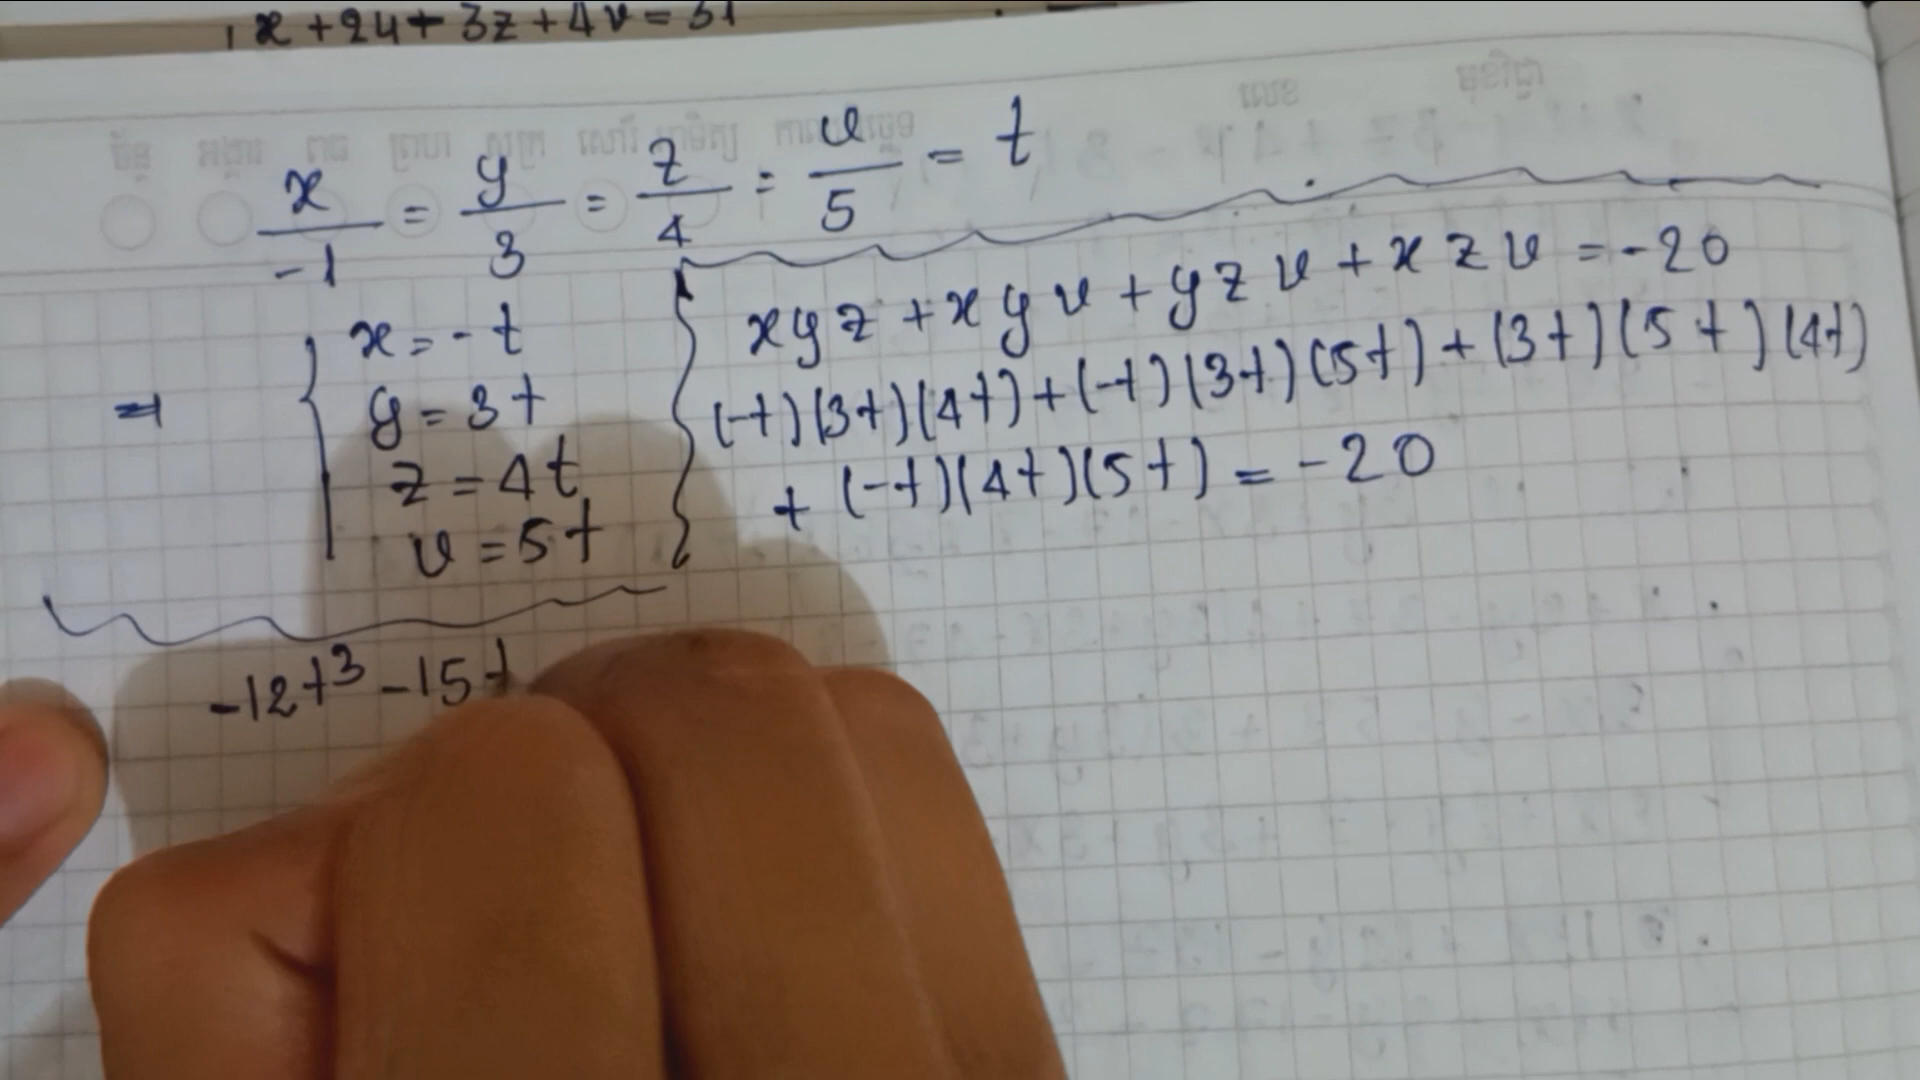 x + 2y + 3z + 4v = 31
x/-1 = y/3 = z/4 = v/5 = t
⇒ { x = -t
y = 3t
z = 4t
v = 5t
xyz + xyv + yzv + xzv = -20
(-t)(3t)(4t) + (-t)(3t)(5t) + (3t)(5t)(4t)
+ (-t)(4t)(5t) = -20
-12t³ - 15t